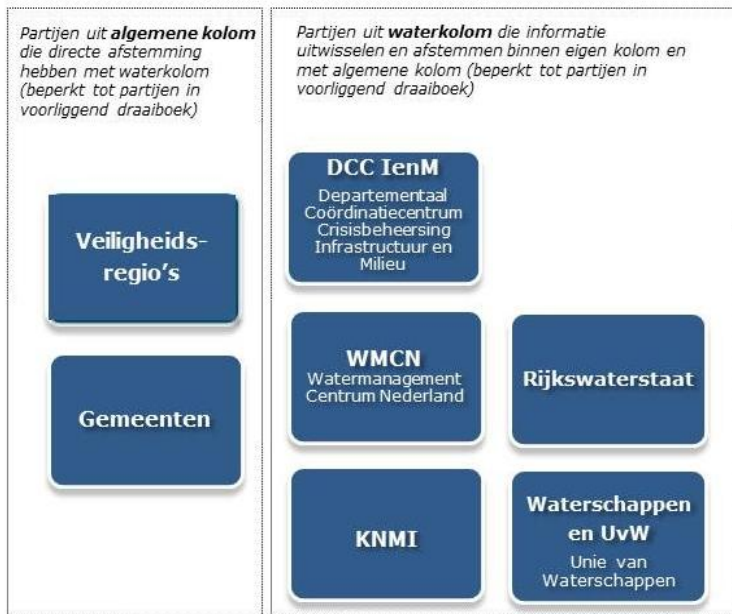 Partijen uit algemene kolom
die directe afstemming
hebben met waterkolom
(beperkt tot partijen in
voorliggend draaiboek)
Veiligheids-
regio's
Gemeenten
Partijen uit waterkolom die informatie
uitwisselen en afstemmen binnen eigen kolom en
met algemene kolom (beperkt tot partijen in
voorliggend draaiboek)
DCC IenM
Departementaal
Coördinatiecentrum
Crisisbeheersing
Infrastructuur en
Milieu
WMCN
Watermanagement
Centrum Nederland
Rijkswaterstaat
KNMI
Waterschappen
en UvW
Unie van
Waterschappen